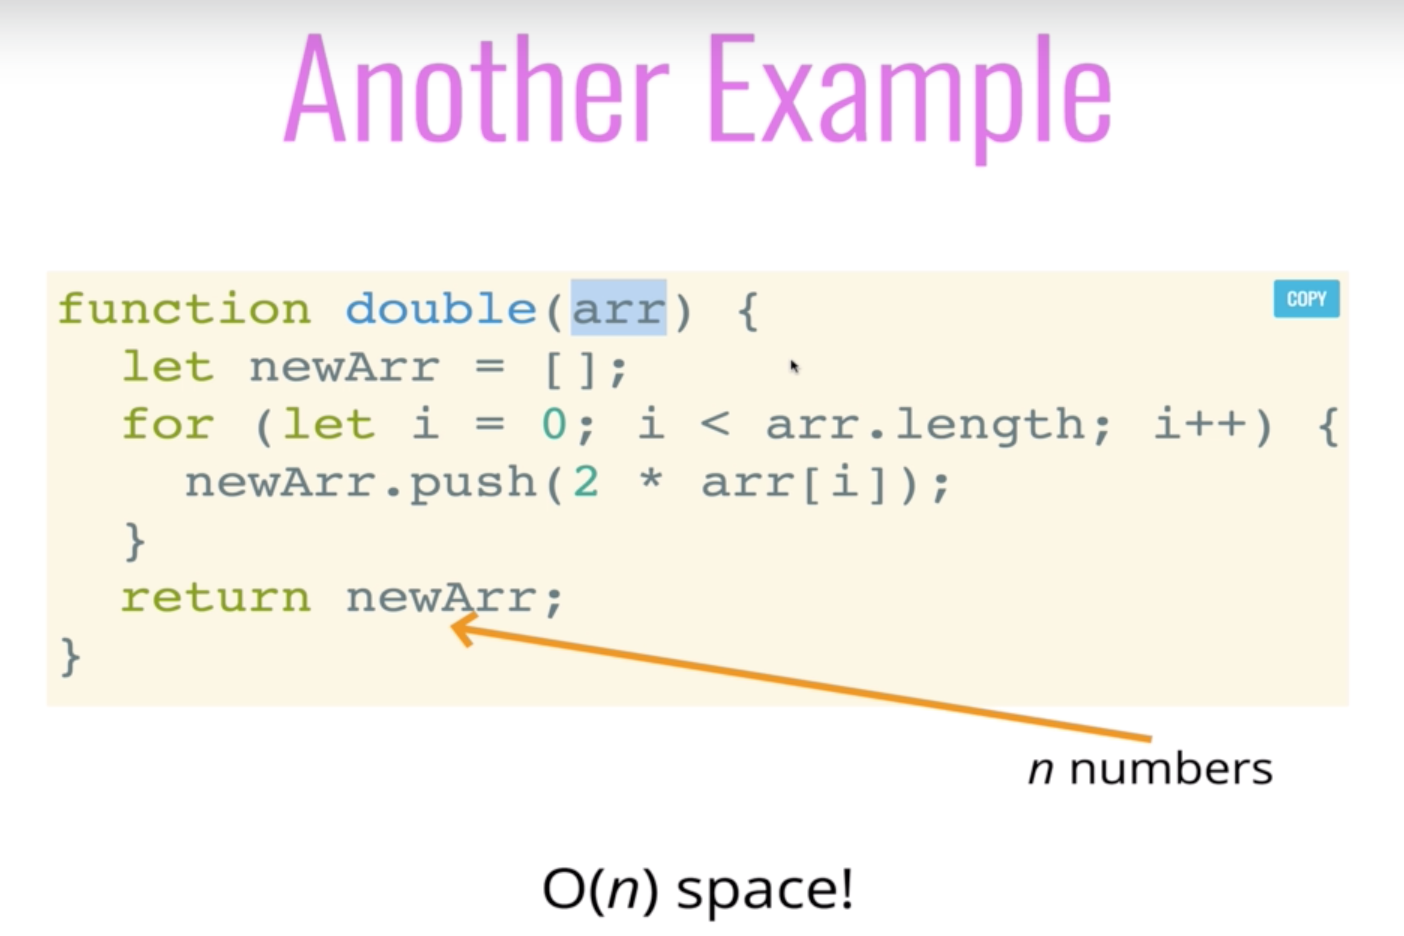 Another Example
function double(arr) {
COPY
  let newArr = [];
  for (let i = 0; i < arr.length; i++) {
    newArr.push(2 * arr[i]);
  }
  return newArr;
}
n numbers
O(n) space!